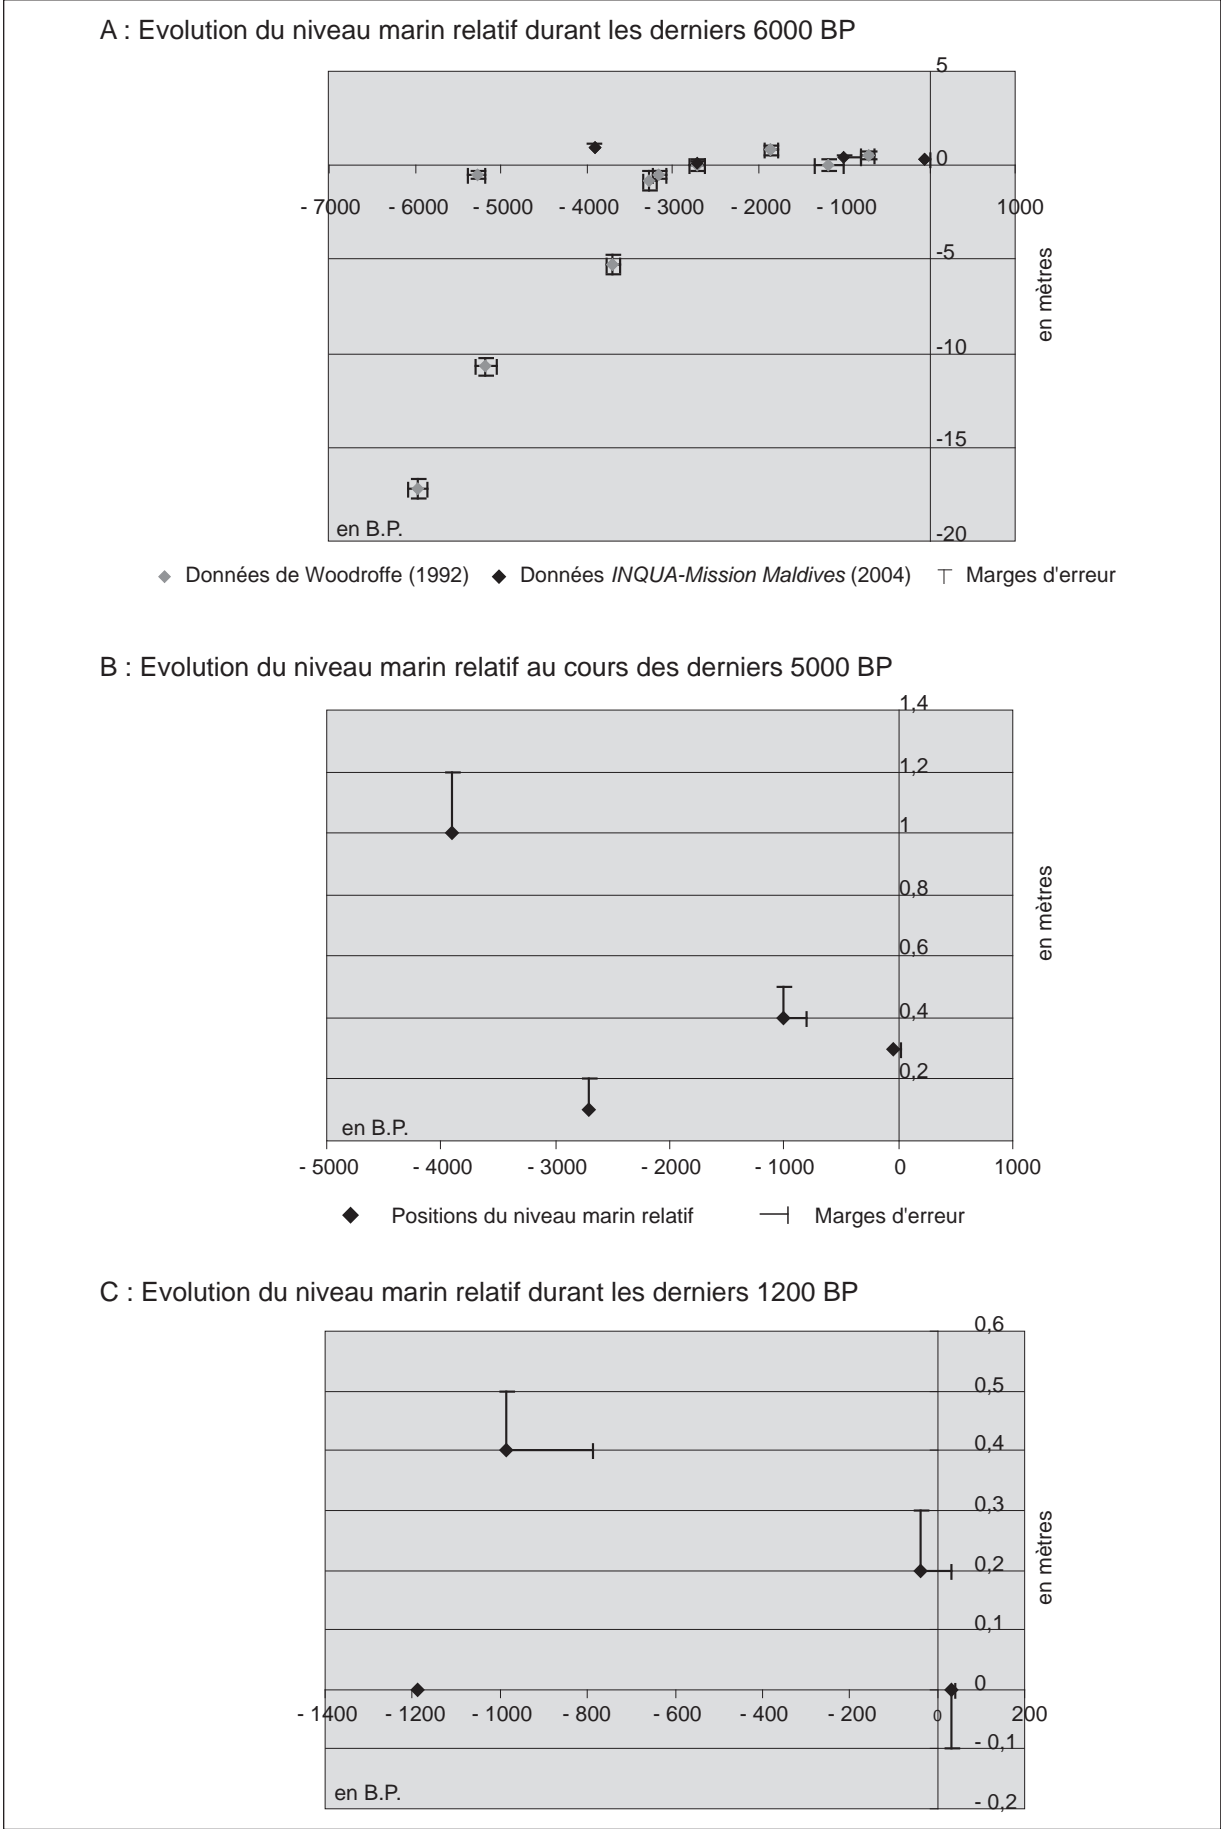 A : Evolution du niveau marin relatif durant les derniers 6000 BP
5
0
- 7000 - 6000 - 5000 - 4000 - 3000 - 2000 - 1000 1000
-5
en mètres
-10
-15
en B.P.
-20
Données de Woodroffe (1992) Données INQUA-Mission Maldives (2004) Marges d'erreur
B : Evolution du niveau marin relatif au cours des derniers 5000 BP
1,4
1,2
1
0,8
en mètres
0,6
0,4
0,2
en B.P.
- 5000 - 4000 - 3000 - 2000 - 1000 0 1000
Positions du niveau marin relatif Marges d'erreur
C : Evolution du niveau marin relatif durant les derniers 1200 BP
0,6
0,5
0,4
0,3
en mètres
0,2
0,1
0
- 1400 - 1200 - 1000 - 800 - 600 - 400 - 200 0 200
- 0,1
en B.P.
- 0,2